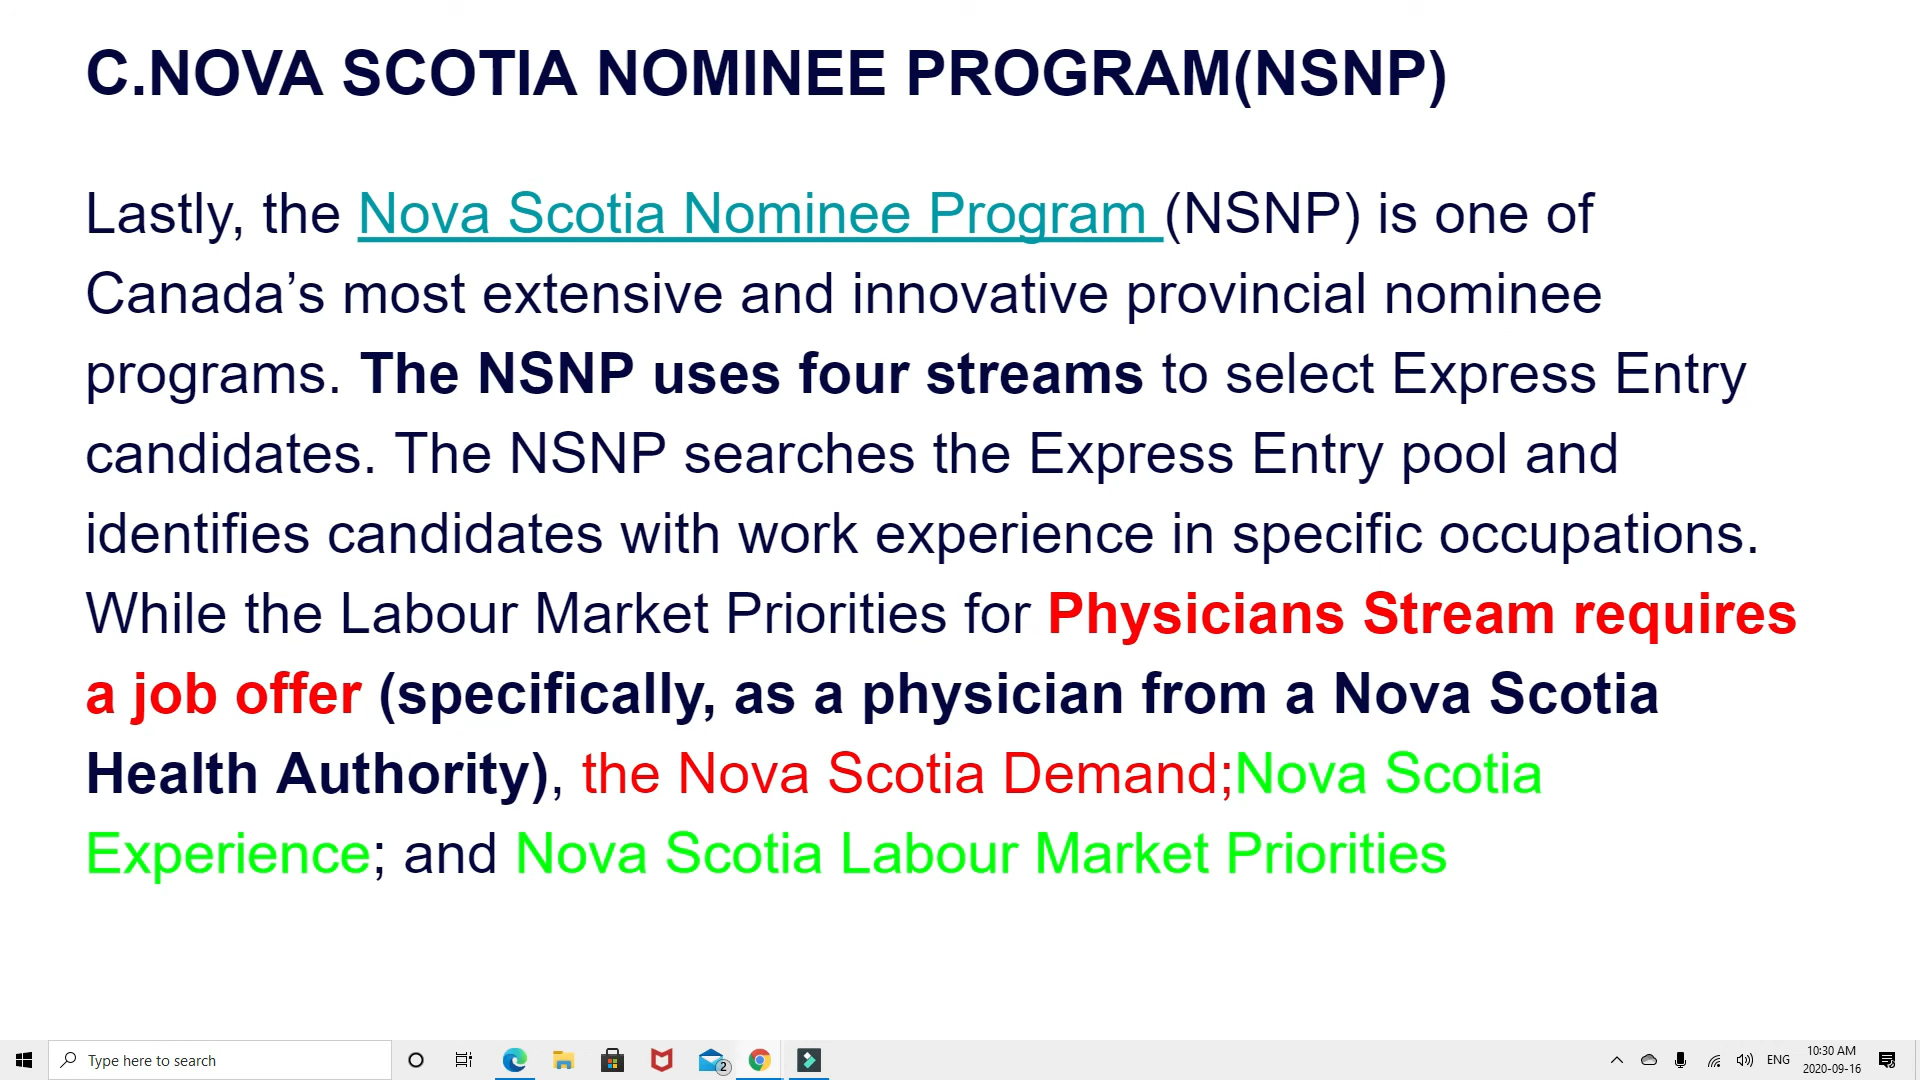 C.NOVA SCOTIA NOMINEE PROGRAM(NSNP)
Lastly, the Nova Scotia Nominee Program (NSNP) is one of
Canada’s most extensive and innovative provincial nominee
programs. The NSNP uses four streams to select Express Entry
candidates. The NSNP searches the Express Entry pool and
identifies candidates with work experience in specific occupations.
While the Labour Market Priorities for Physicians Stream requires
a job offer (specifically, as a physician from a Nova Scotia
Health Authority), the Nova Scotia Demand;Nova Scotia
Experience; and Nova Scotia Labour Market Priorities
Type here to search
2
ENG
10:30 AM
2020-09-16